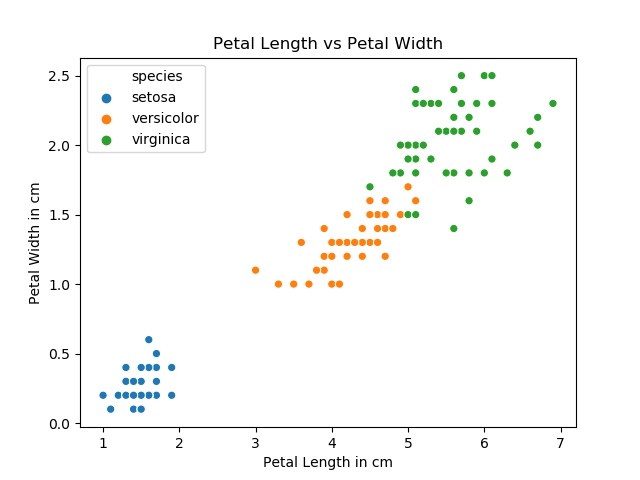 Petal Length vs Petal Width
species
setosa
versicolor
virginica
Petal Width in cm
2.5
2.0
1.5
1.0
0.5
0.0
1 2 3 4 5 6 7
Petal Length in cm